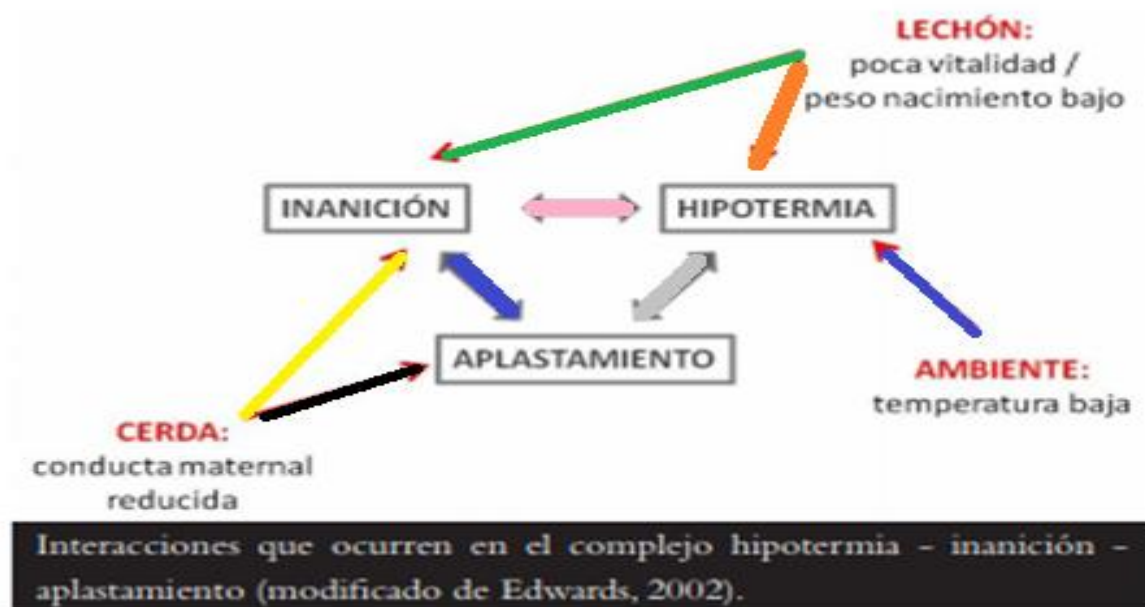 LECHÓN:
poca vitalidad /
peso nacimiento bajo
INANICIÓN
HIPOTERMIA
APLASTAMIENTO
AMBIENTE:
temperatura baja
CERDA:
conducta maternal
reducida
Interacciones que ocurren en el complejo hipotermia – inanición –
aplastamiento (modificado de Edwards, 2002).